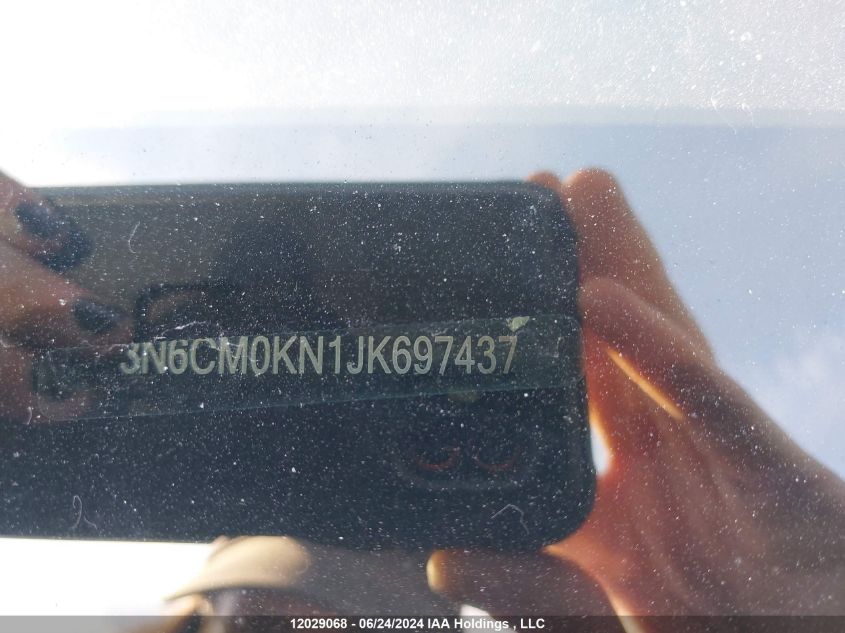 3N6CM0KN1JK697437
12029068 - 06/24/2024 IAA Holdings , LLC